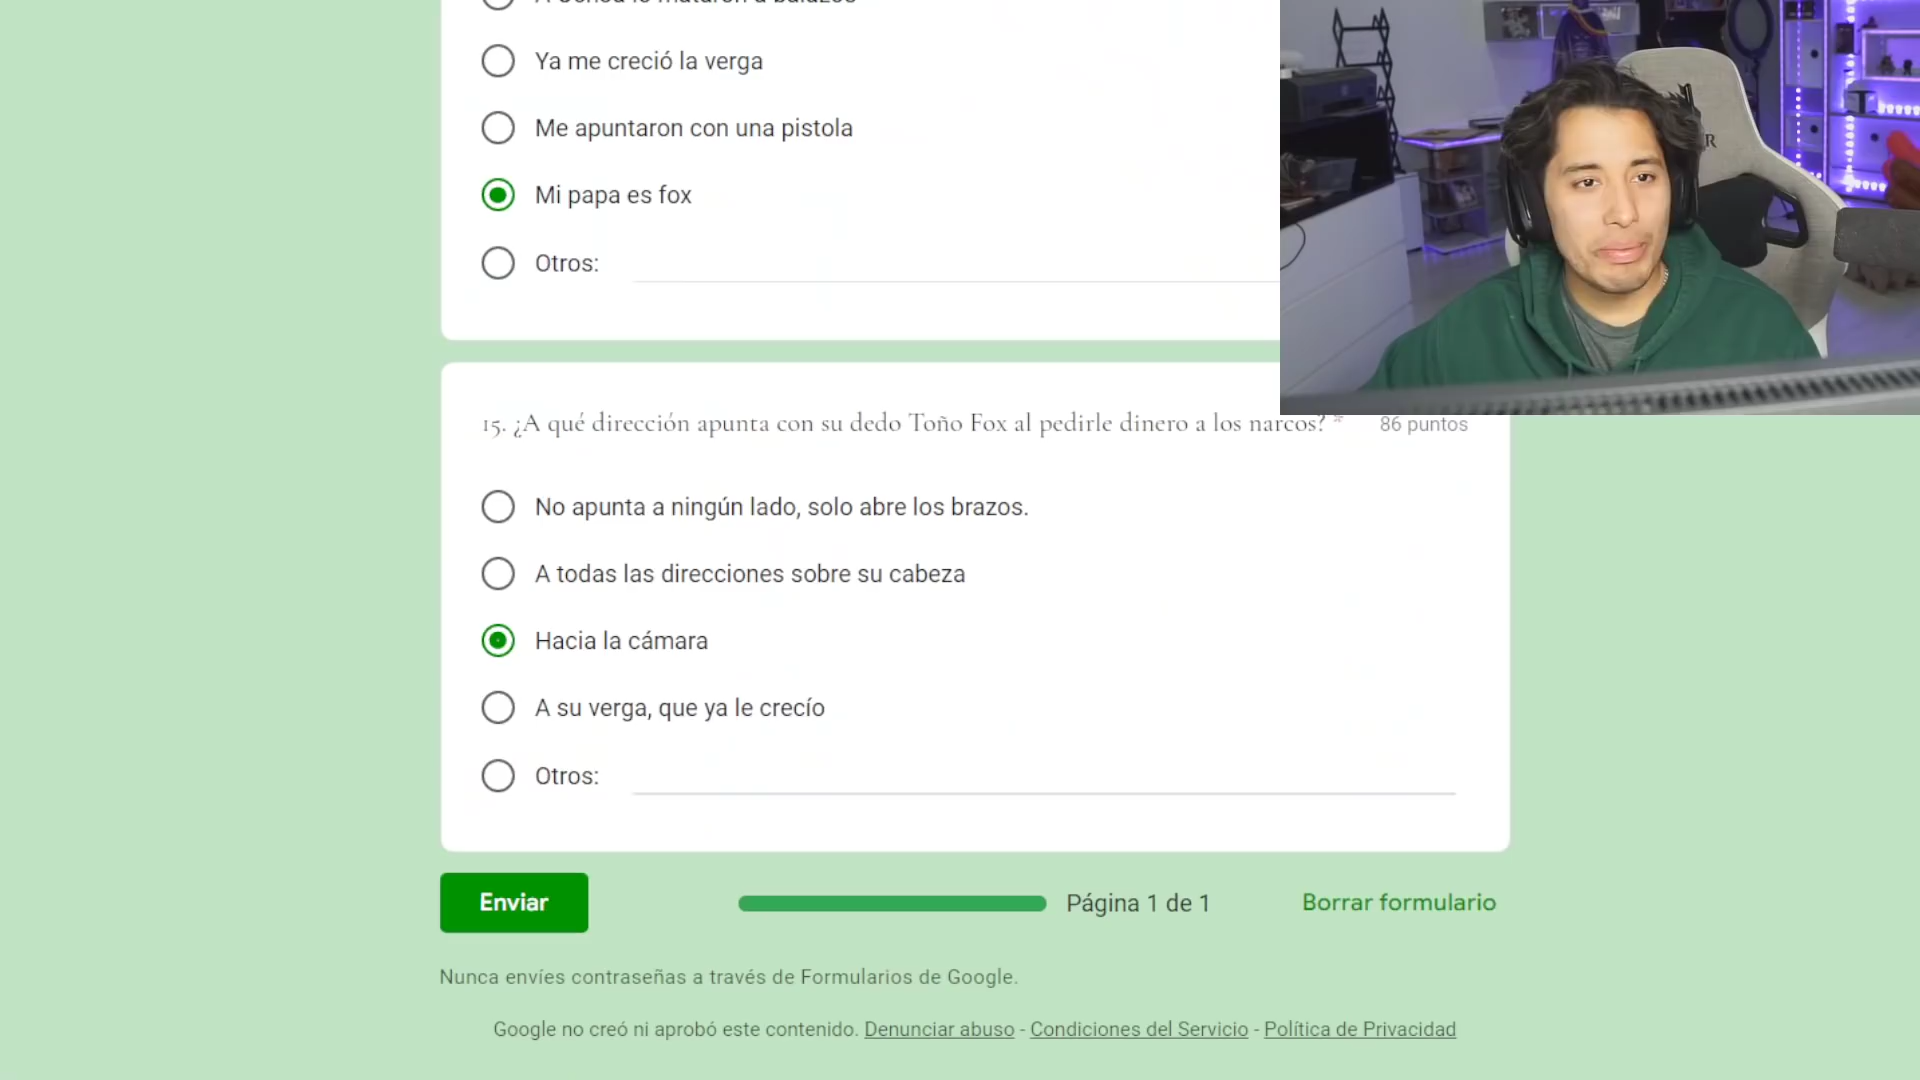 Ya me creció la verga
Me apuntaron con una pistola
Mi papa es fox
Otros:
15. ¿A qué dirección apunta con su dedo Toño Fox al pedirle dinero a los narcos? *
86 puntos
No apunta a ningún lado, solo abre los brazos.
A todas las direcciones sobre su cabeza
Hacia la cámara
A su verga, que ya le crecío
Otros:
Enviar
Página 1 de 1
Borrar formulario
Nunca envíes contraseñas a través de Formularios de Google.
Google no creó ni aprobó este contenido. Denunciar abuso - Condiciones del Servicio - Política de Privacidad